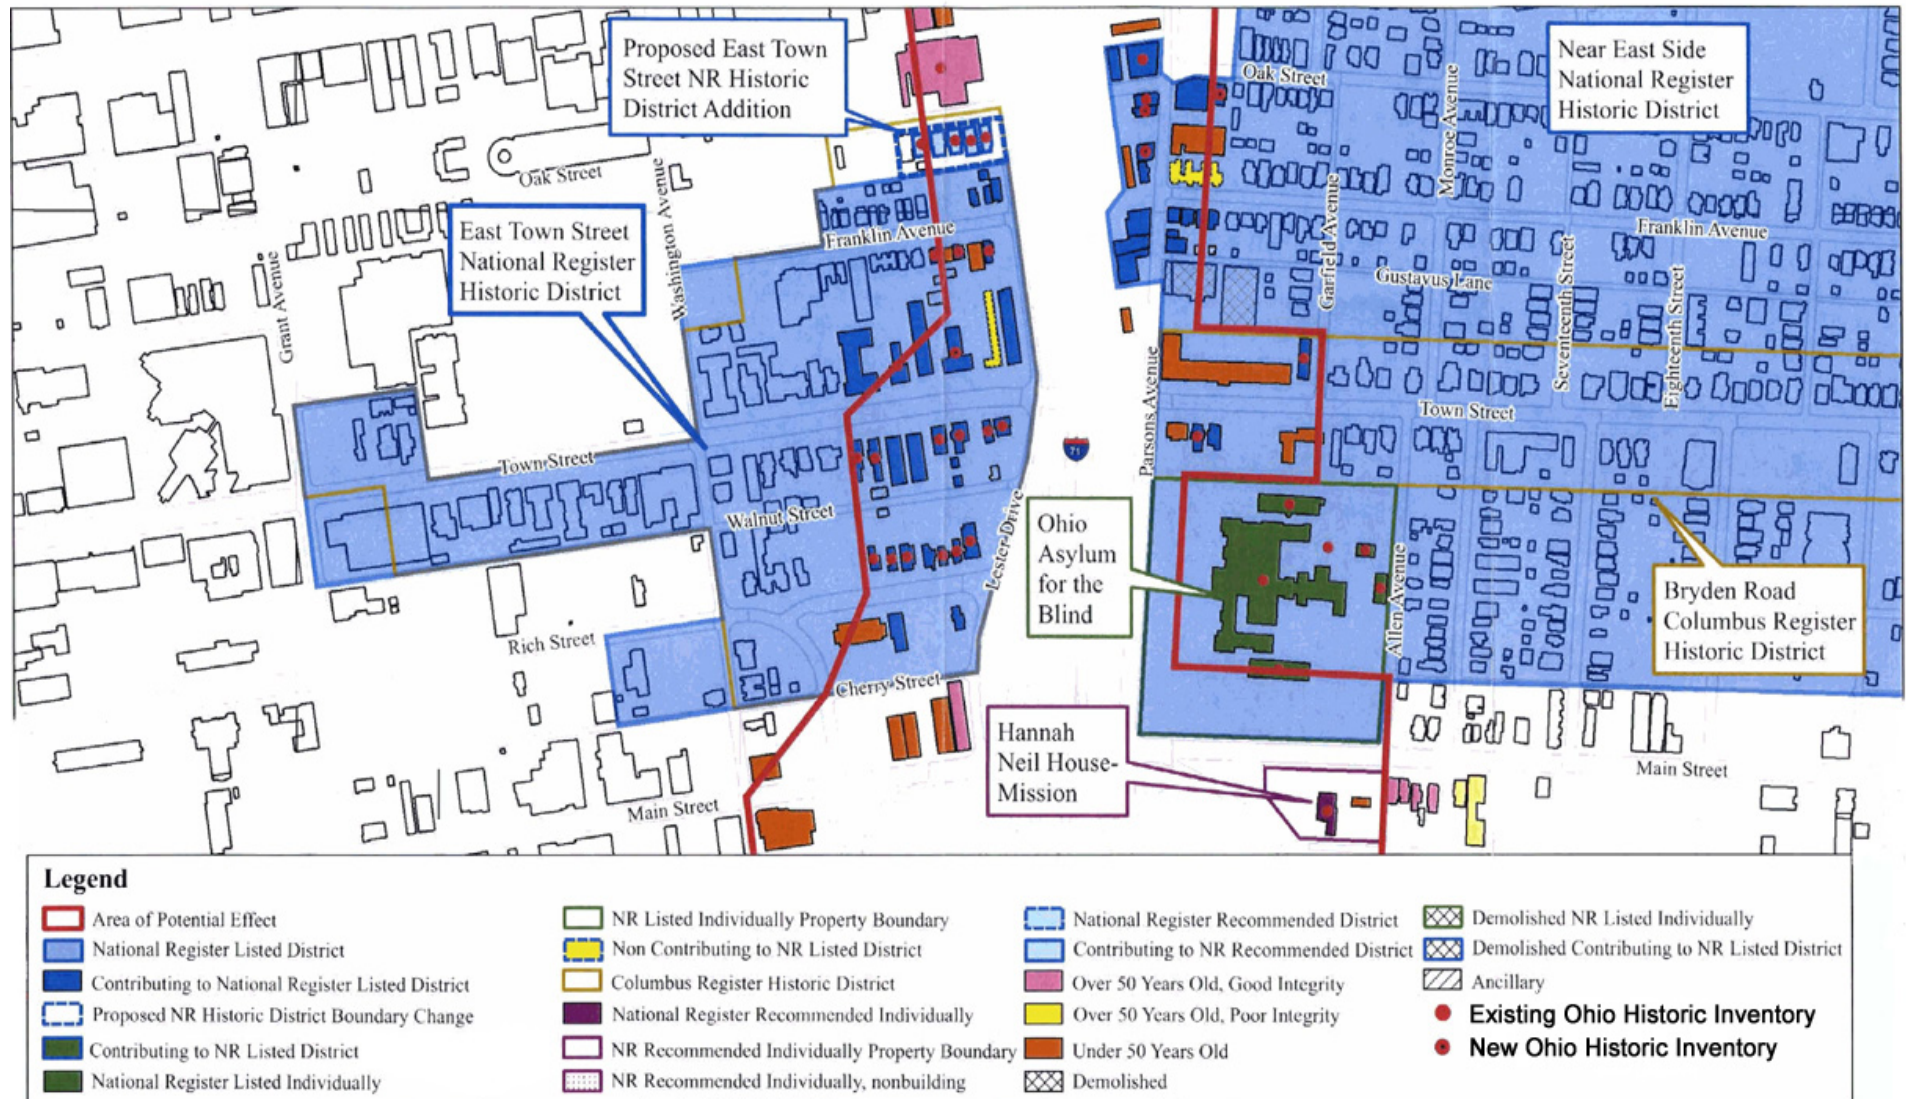 Proposed East Town
Street NR Historic
District Addition
Near East Side
National Register
Historic District
Oak Street
Monroe Avenue
Oak Street
Washington Avenue
Garfield Avenue
East Town Street
National Register
Historic District
Franklin Avenue
Franklin Avenue
Grant Avenue
Gustavus Lane
Seventeenth Street
Eighteenth Street
Parsons Avenue
Town Street
Town Street
71
Walnut Street
Lester Drive
Ohio
Asylum
for the
Blind
Allen Avenue
Bryden Road
Columbus Register
Historic District
Rich Street
Cherry Street
Hannah
Neil House-
Mission
Main Street
Main Street
Legend
Area of Potential Effect
National Register Listed District
Contributing to National Register Listed District
Proposed NR Historic District Boundary Change
Contributing to NR Listed District
National Register Listed Individually
NR Listed Individually Property Boundary
Non Contributing to NR Listed District
Columbus Register Historic District
National Register Recommended Individually
NR Recommended Individually Property Boundary
NR Recommended Individually, nonbuilding
National Register Recommended District
Contributing to NR Recommended District
Over 50 Years Old, Good Integrity
Over 50 Years Old, Poor Integrity
Under 50 Years Old
Demolished
Demolished NR Listed Individually
Demolished Contributing to NR Listed District
Ancillary
Existing Ohio Historic Inventory
New Ohio Historic Inventory